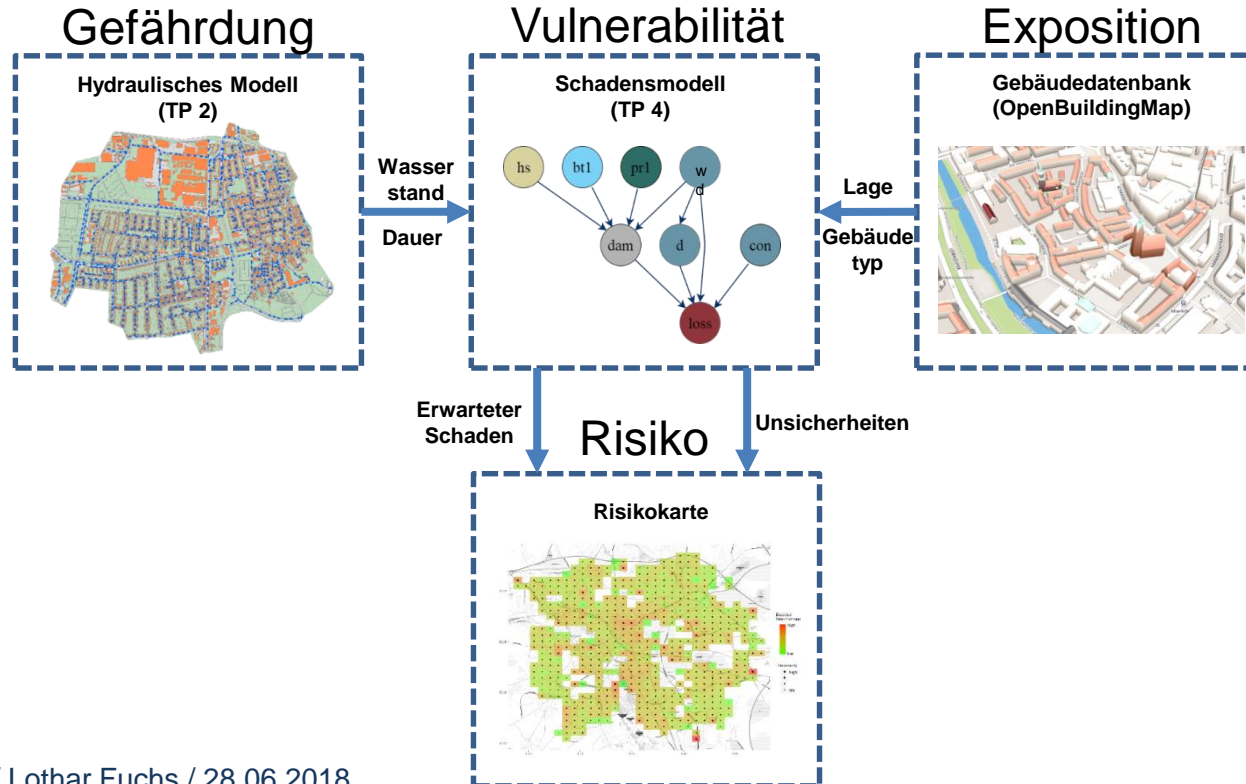 Gefährdung
Vulnerabilität
Exposition
Hydraulisches Modell
(TP 2)
Wasser
stand
Dauer
Schadensmodell
(TP 4)
hs
bt1
pr1
w
d
dam
d
con
loss
Lage
Gebäude
typ
Gebäudedatenbank
(OpenBuildingMap)
Erwarteter
Schaden
Unsicherheiten
Risiko
Risikokarte
Lothar Fuchs / 28.06.2018